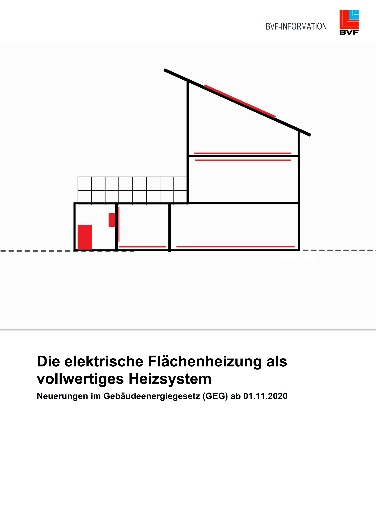 BVF-INFORMATION
BVF
Die elektrische Flächenheizung als
vollwertiges Heizsystem
Neuerungen im Gebäudeenergiegesetz (GEG) ab 01.11.2020